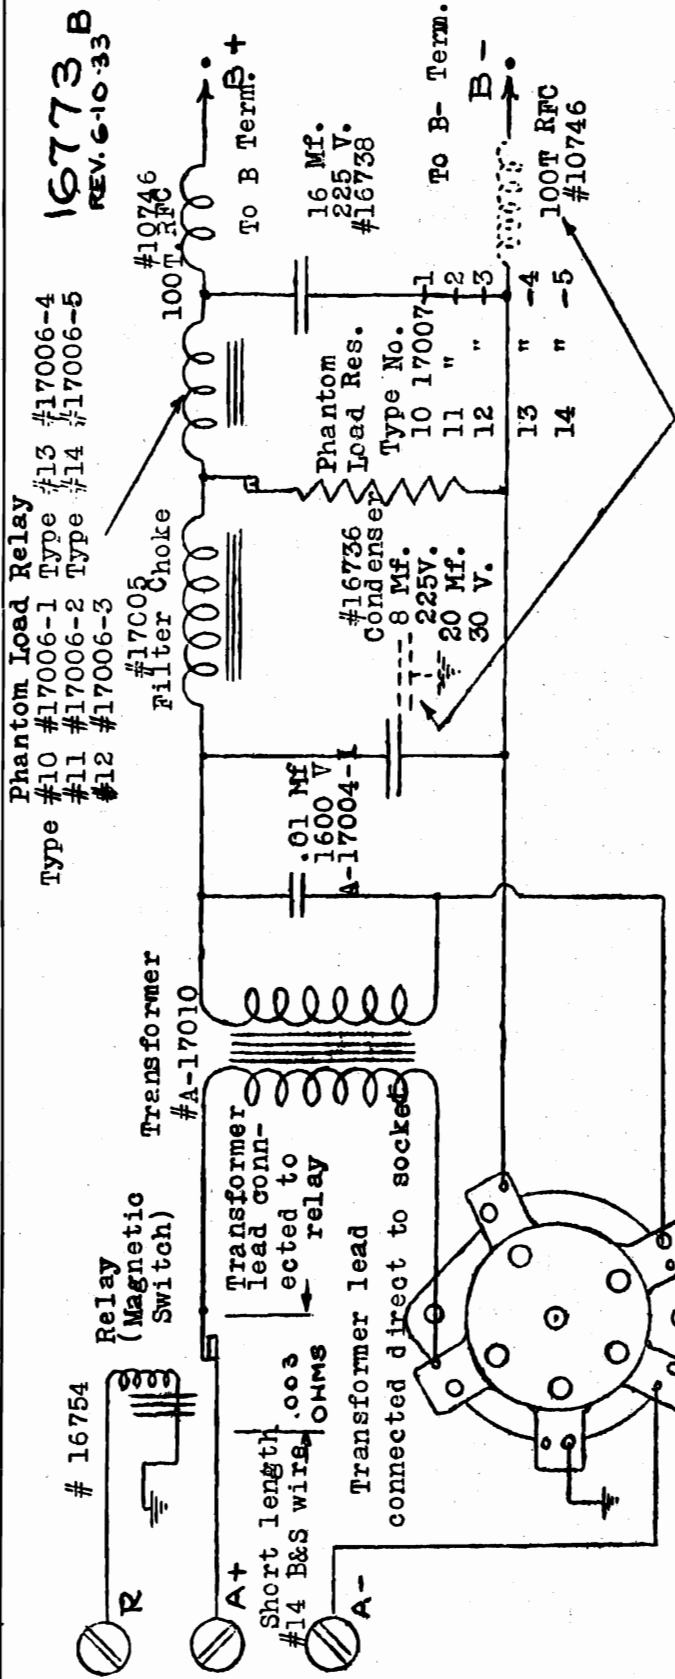 16773 B
REV. 6-10-33
Phantom Load Relay
Type #10 #17006-1 Type #13 #17006-4
#11 #17006-2 Type #14 #17006-5
#12 #17006-3
# 16754
Relay
(Magnetic
Switch)
Transformer
#A-17010
#17005
Filter Choke
#10746
100T. RFC
B+
To B Term.
R
A+
A-
Short length
#14 B&S wire
.003
OHMS
Transformer
lead conn-
ected to
relay
Transformer lead
connected direct to socket
.01 Mf
1600 V
A-17004-1
#16736
Condenser
8 Mf.
225V.
20 Mf.
30 V.
Phantom
Load Res.
Type No.
10 17007-1
11 " -2
12 " -3
13 " -4
14 " -5
16 Mf.
225 V.
#16738
To B- Term.
B-
100T RFC
#10746